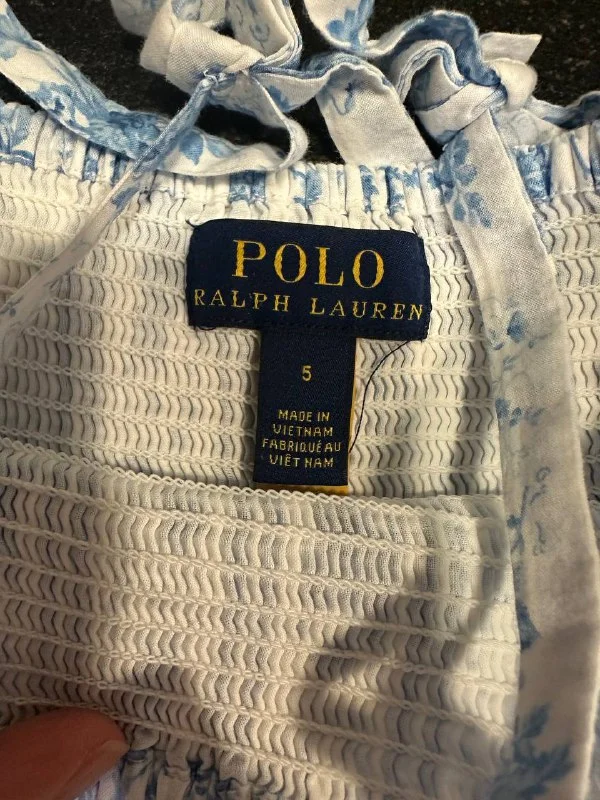 POLO
RALPH LAUREN
5
MADE IN
VIETNAM
FABRIQUÉ AU
VIÊT NAM